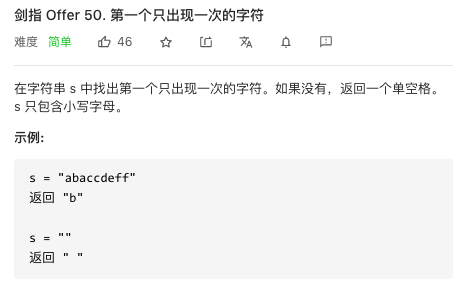 剑指 Offer 50. 第一个只出现一次的字符
难度 简单 46
在字符串 s 中找出第一个只出现一次的字符。如果没有，返回一个单空格。
s 只包含小写字母。
示例:
s = "abaccdeff"
返回 "b"
s = ""
返回 " "